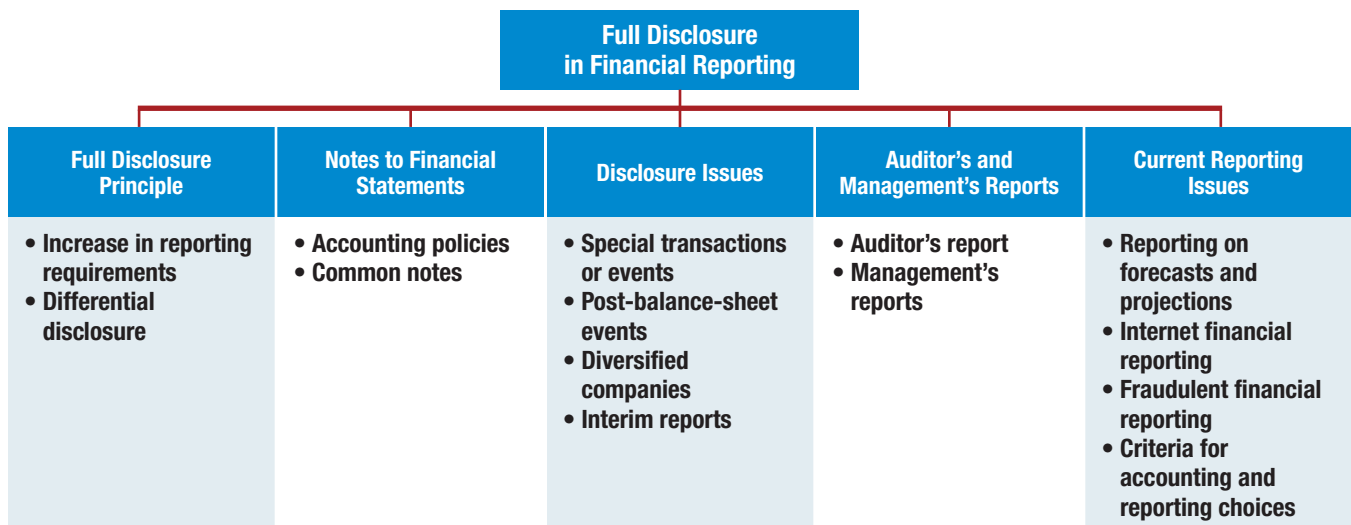 Full Disclosure
in Financial Reporting
Full Disclosure
Principle
• Increase in reporting
requirements
• Differential
disclosure
Notes to Financial
Statements
• Accounting policies
• Common notes
Disclosure Issues
• Special transactions
or events
• Post-balance-sheet
events
• Diversified
companies
• Interim reports
Auditor's and
Management's Reports
• Auditor's report
• Management's
reports
Current Reporting
Issues
• Reporting on
forecasts and
projections
• Internet financial
reporting
• Fraudulent financial
reporting
• Criteria for
accounting and
reporting choices